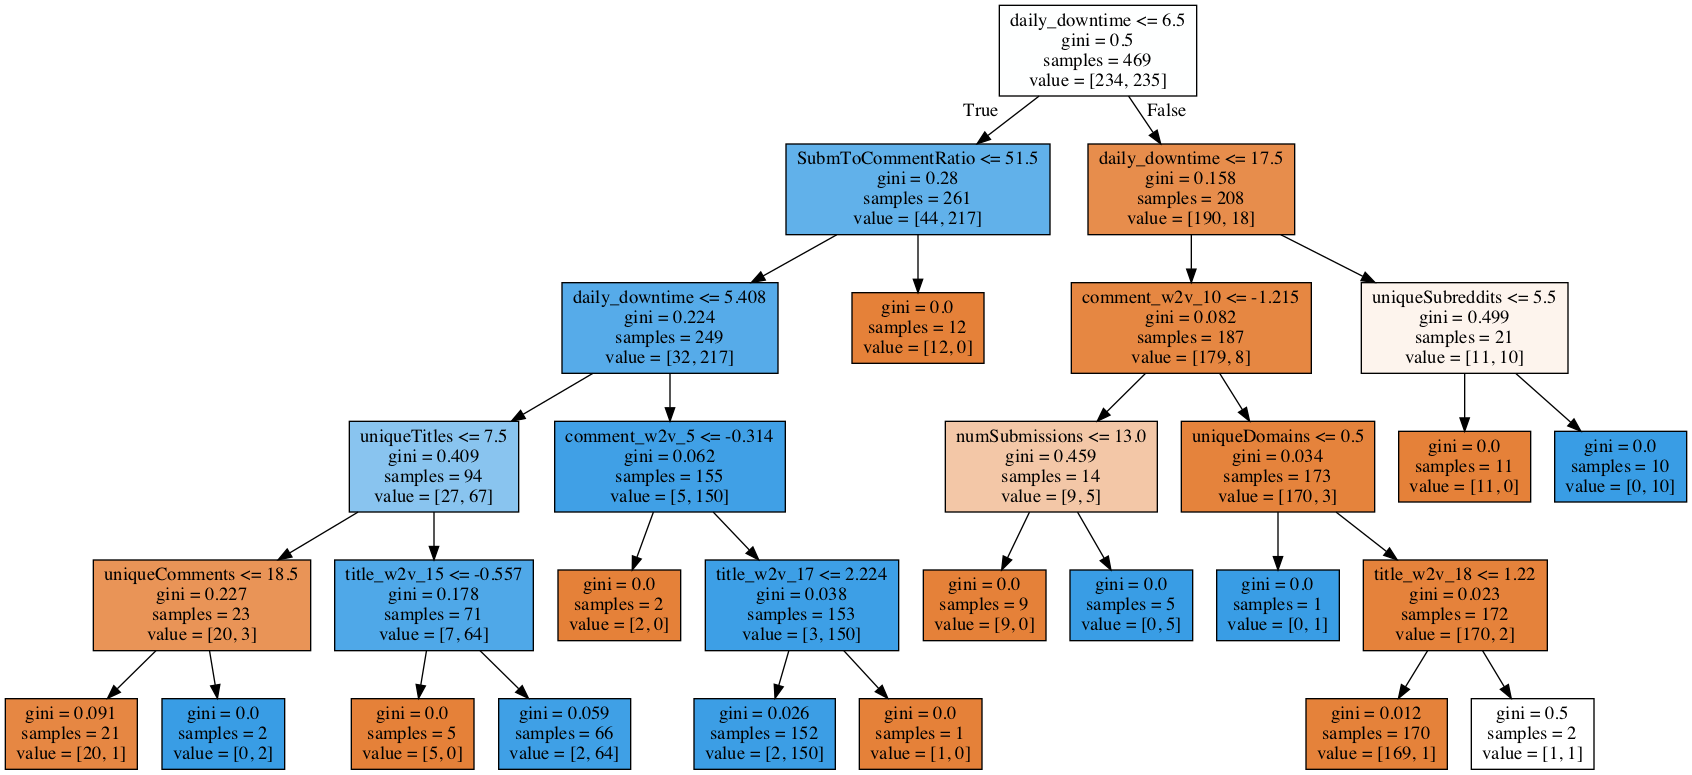 daily_downtime <= 6.5
gini = 0.5
samples = 469
value = [234, 235]
True
False
SubmToCommentRatio <= 51.5
gini = 0.28
samples = 261
value = [44, 217]
daily_downtime <= 17.5
gini = 0.158
samples = 208
value = [190, 18]
daily_downtime <= 5.408
gini = 0.224
samples = 249
value = [32, 217]
gini = 0.0
samples = 12
value = [12, 0]
comment_w2v_10 <= -1.215
gini = 0.082
samples = 187
value = [179, 8]
uniqueSubreddits <= 5.5
gini = 0.499
samples = 21
value = [11, 10]
uniqueTitles <= 7.5
gini = 0.409
samples = 94
value = [27, 67]
comment_w2v_5 <= -0.314
gini = 0.062
samples = 155
value = [5, 150]
numSubmissions <= 13.0
gini = 0.459
samples = 14
value = [9, 5]
uniqueDomains <= 0.5
gini = 0.034
samples = 173
value = [170, 3]
gini = 0.0
samples = 11
value = [11, 0]
gini = 0.0
samples = 10
value = [0, 10]
uniqueComments <= 18.5
gini = 0.227
samples = 23
value = [20, 3]
title_w2v_15 <= -0.557
gini = 0.178
samples = 71
value = [7, 64]
gini = 0.0
samples = 2
value = [2, 0]
title_w2v_17 <= 2.224
gini = 0.038
samples = 153
value = [3, 150]
gini = 0.0
samples = 9
value = [9, 0]
gini = 0.0
samples = 5
value = [0, 5]
gini = 0.0
samples = 1
value = [0, 1]
title_w2v_18 <= 1.22
gini = 0.023
samples = 172
value = [170, 2]
gini = 0.091
samples = 21
value = [20, 1]
gini = 0.0
samples = 2
value = [0, 2]
gini = 0.0
samples = 5
value = [5, 0]
gini = 0.059
samples = 66
value = [2, 64]
gini = 0.026
samples = 152
value = [2, 150]
gini = 0.0
samples = 1
value = [1, 0]
gini = 0.012
samples = 170
value = [169, 1]
gini = 0.5
samples = 2
value = [1, 1]